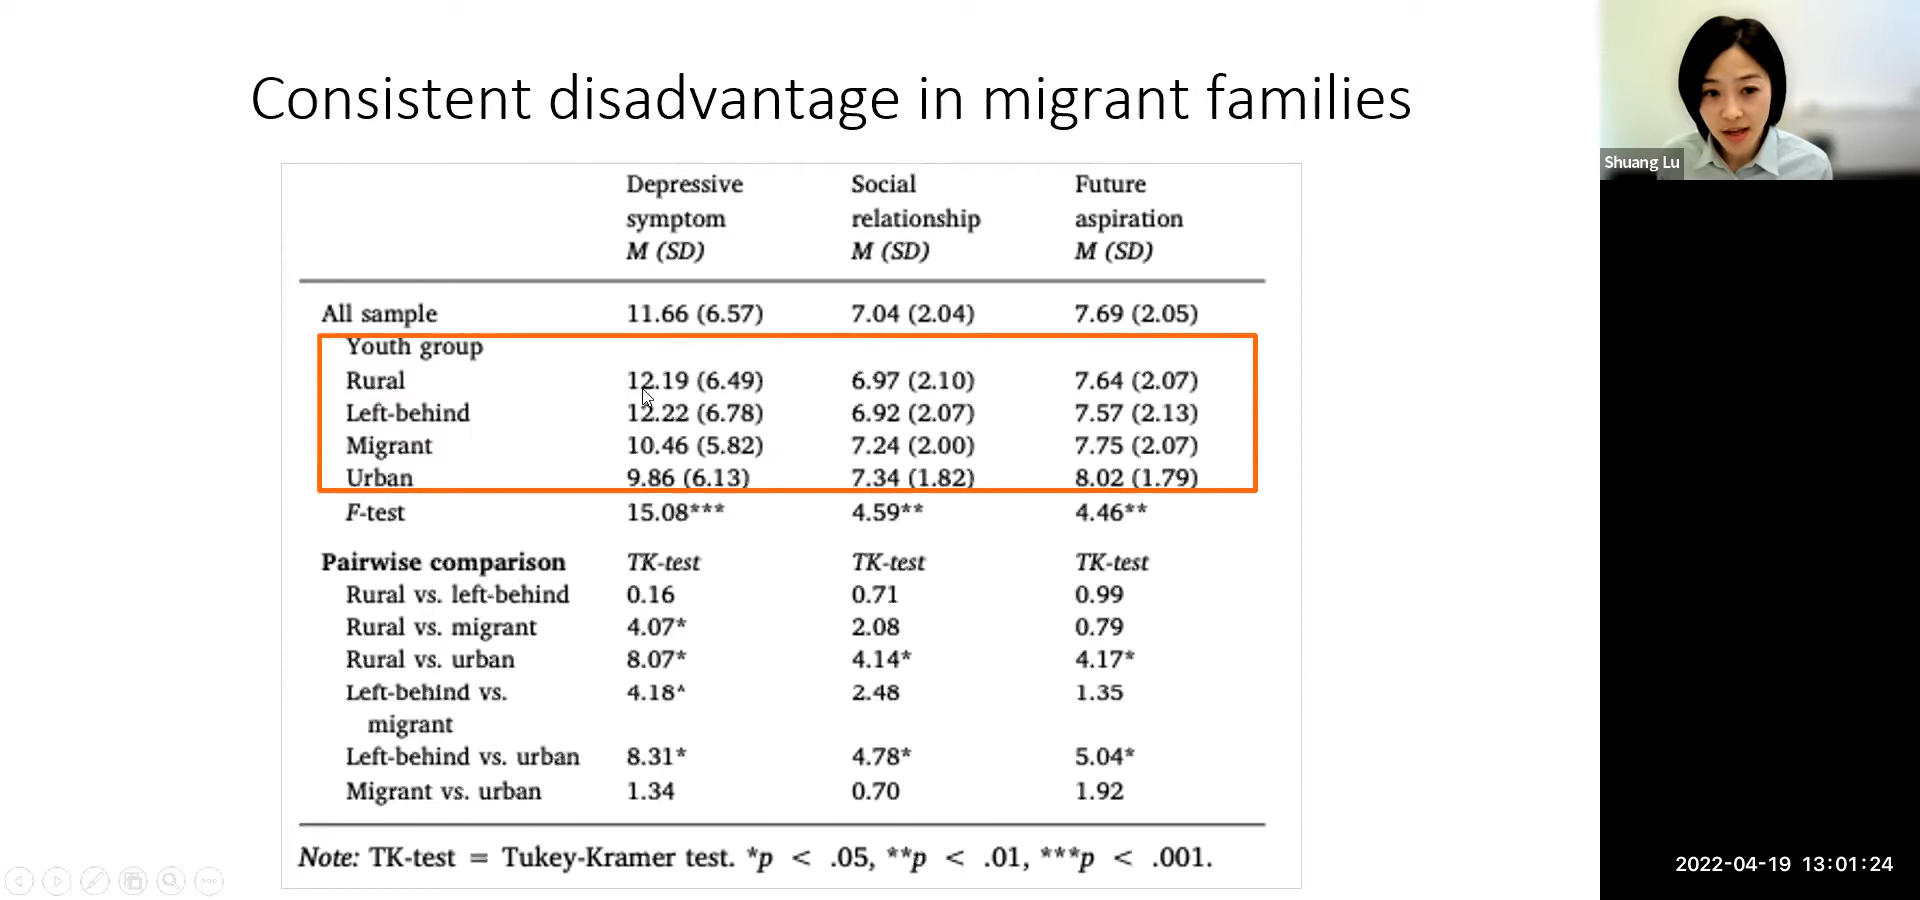 Consistent disadvantage in migrant families
Depressive symptom M (SD) Social relationship M (SD) Future aspiration M (SD)
All sample 11.66 (6.57) 7.04 (2.04) 7.69 (2.05)
Youth group
Rural 12.19 (6.49) 6.97 (2.10) 7.64 (2.07)
Left-behind 12.22 (6.78) 6.92 (2.07) 7.57 (2.13)
Migrant 10.46 (5.82) 7.24 (2.00) 7.75 (2.07)
Urban 9.86 (6.13) 7.34 (1.82) 8.02 (1.79)
F-test 15.08*** 4.59** 4.46**
Pairwise comparison TK-test TK-test TK-test
Rural vs. left-behind 0.16 0.71 0.99
Rural vs. migrant 4.07* 2.08 0.79
Rural vs. urban 8.07* 4.14* 4.17*
Left-behind vs. migrant 4.18* 2.48 1.35
Left-behind vs. urban 8.31* 4.78* 5.04*
Migrant vs. urban 1.34 0.70 1.92
Note: TK-test = Tukey-Kramer test. *p < .05, **p < .01, ***p < .001.
Shuang Lu
2022-04-19 13:01:24